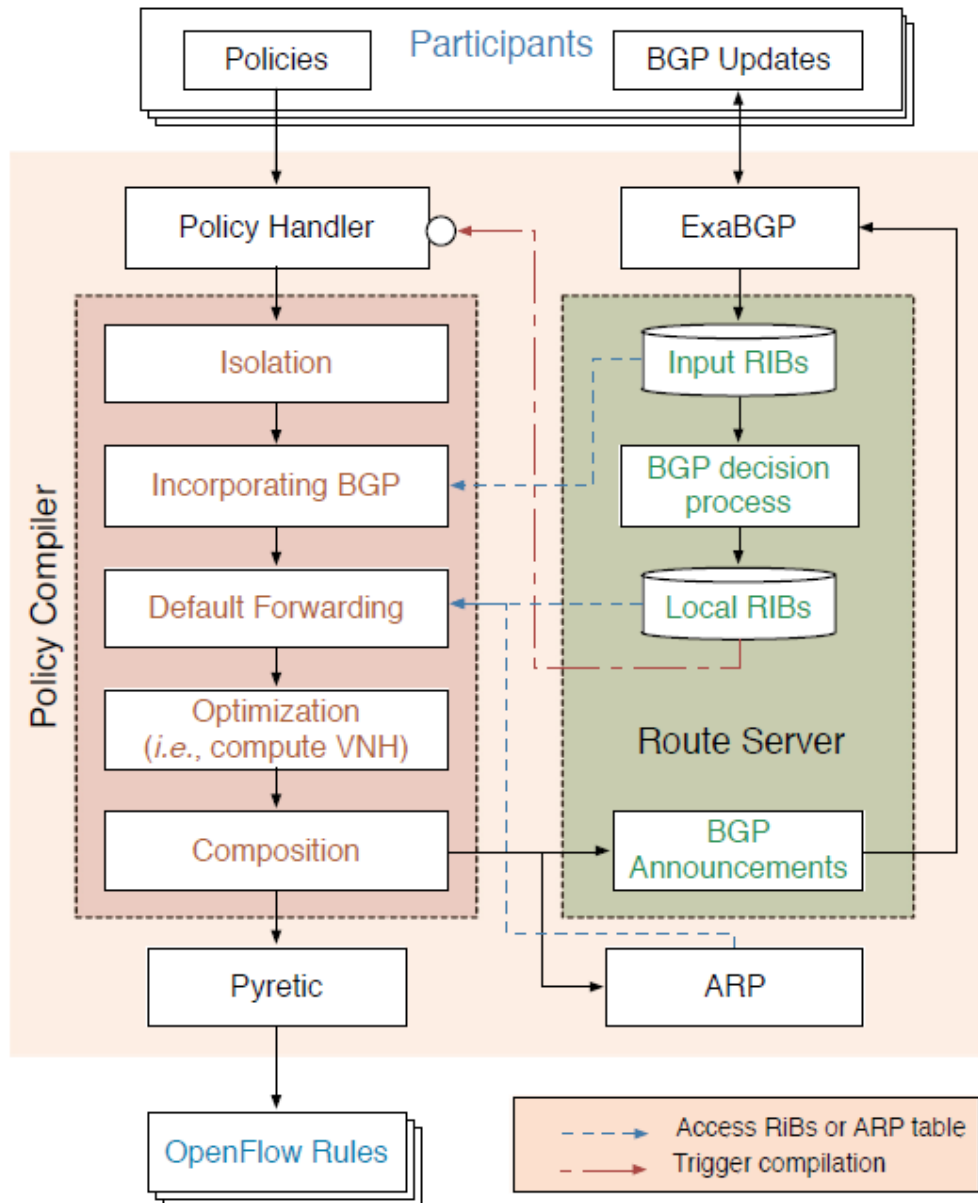 Participants
Policies
BGP Updates
Policy Handler
ExaBGP
Policy Compiler
Isolation
Incorporating BGP
Default Forwarding
Optimization
(i.e., compute VNH)
Composition
Input RIBs
BGP decision
process
Local RIBs
Route Server
BGP
Announcements
Pyretic
ARP
OpenFlow Rules
Access RiBs or ARP table
Trigger compilation